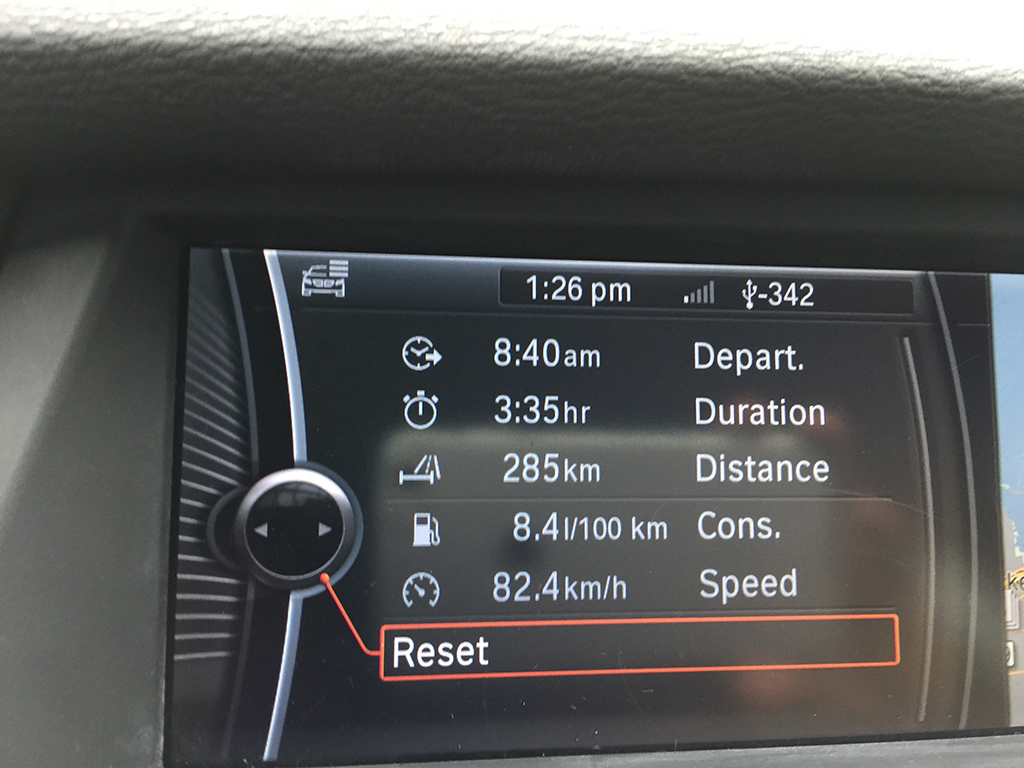 1:26 pm -342
8:40am Depart.
3:35hr Duration
285km Distance
8.4l/100 km Cons.
82.4km/h Speed
Reset